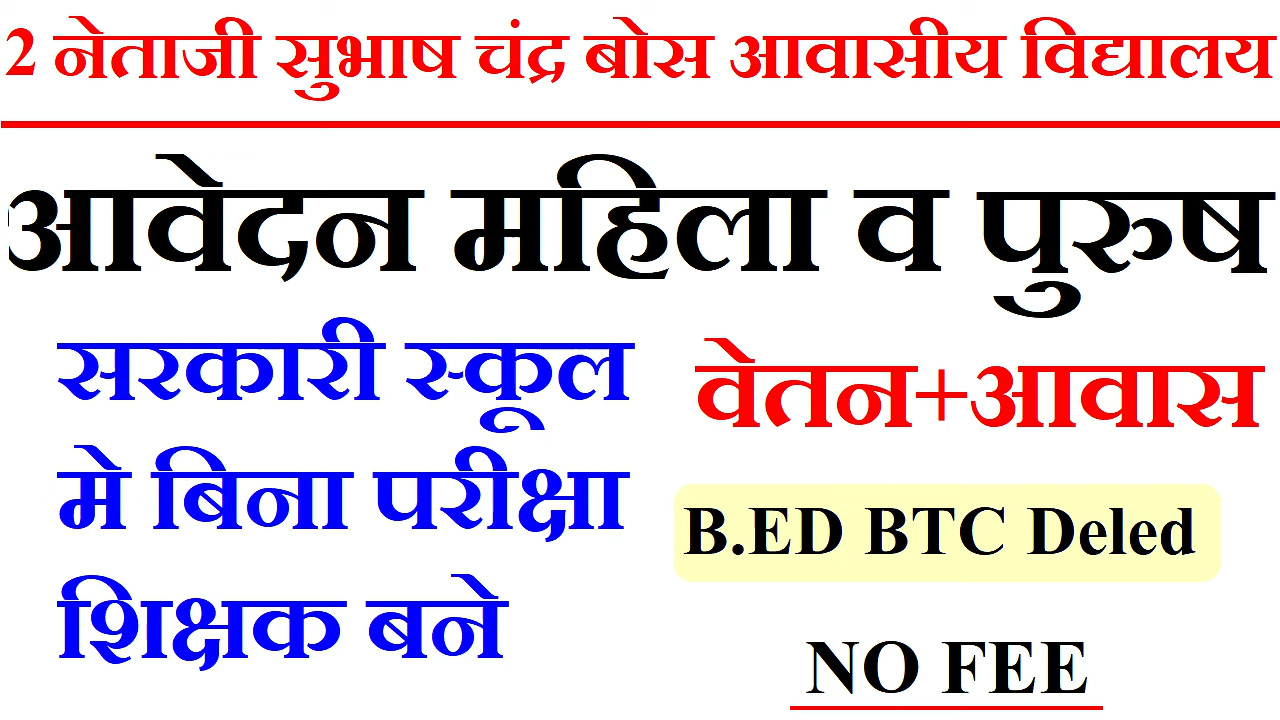 2 नेताजी सुभाष चंद्र बोस आवासीय विद्यालय
आवेदन महिला व पुरुष
सरकारी स्कूल
मे बिना परीक्षा
शिक्षक बने
वेतन+आवास
B.ED BTC Deled
NO FEE